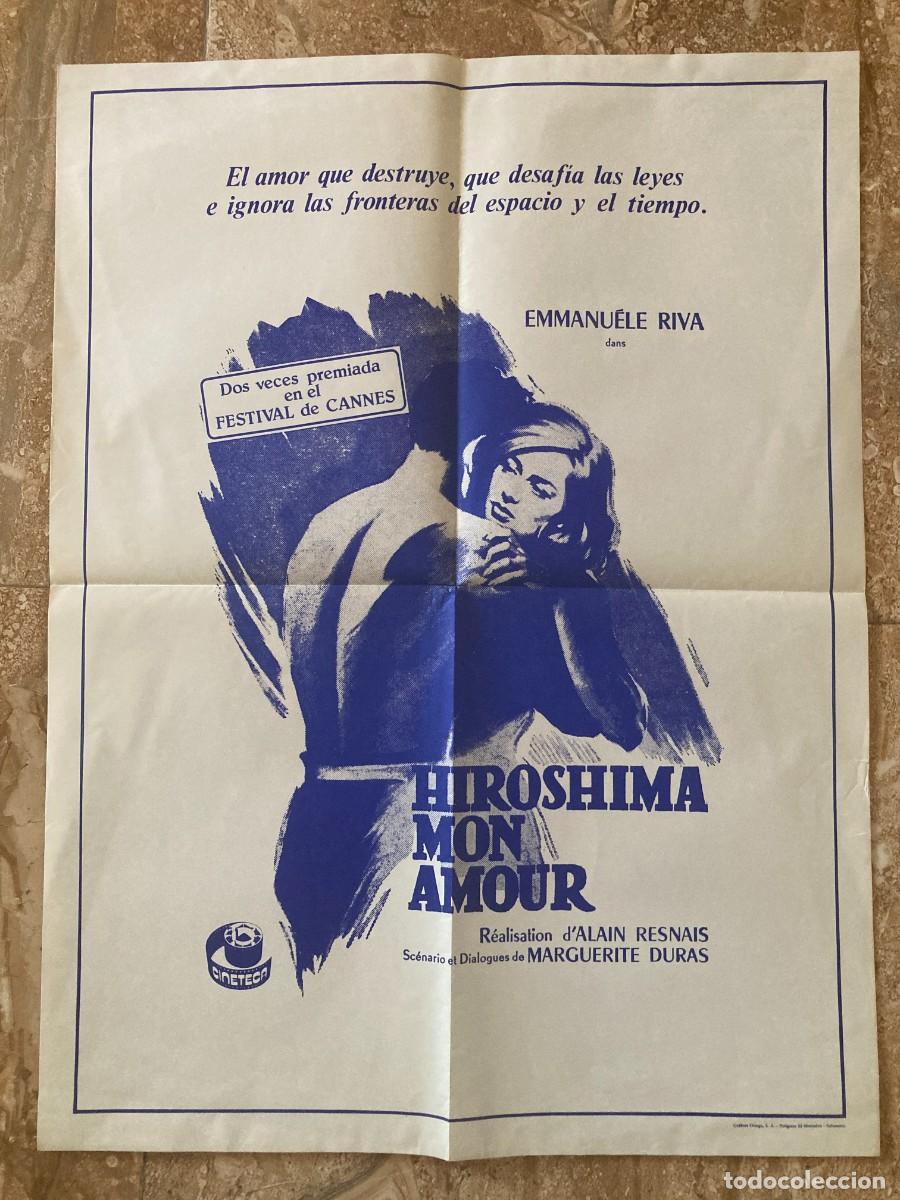 El amor que destruye, que desafía las leyes
e ignora las fronteras del espacio y el tiempo.
EMMANUÉLE RIVA
dans
Dos veces premiada
en el
FESTIVAL de CANNES
HIROSHIMA
MON
AMOUR
Réalisation d'ALAIN RESNAIS
Scénario et Dialogues de MARGUERITE DURAS
CINETECA
todocoleccion